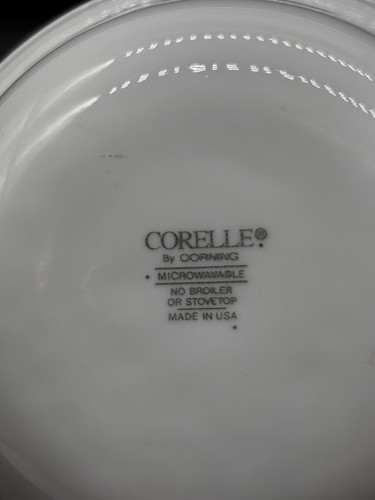 CORELLE®
By CORNING
MICROWAVABLE
NO BROILER
OR STOVETOP
MADE IN USA